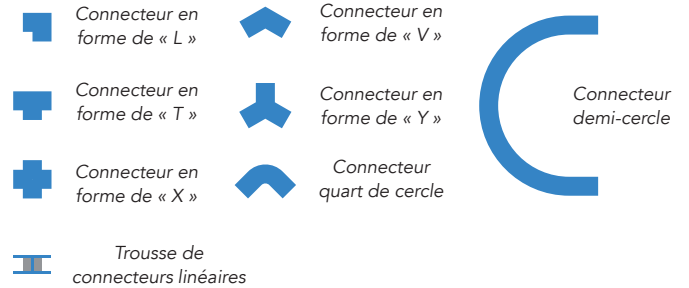 Connecteur en
forme de « L »
Connecteur en
forme de « V »
Connecteur en
forme de « T »
Connecteur en
forme de « Y »
Connecteur
demi-cercle
Connecteur en
forme de « X »
Connecteur
quart de cercle
Trousse de
connecteurs linéaires